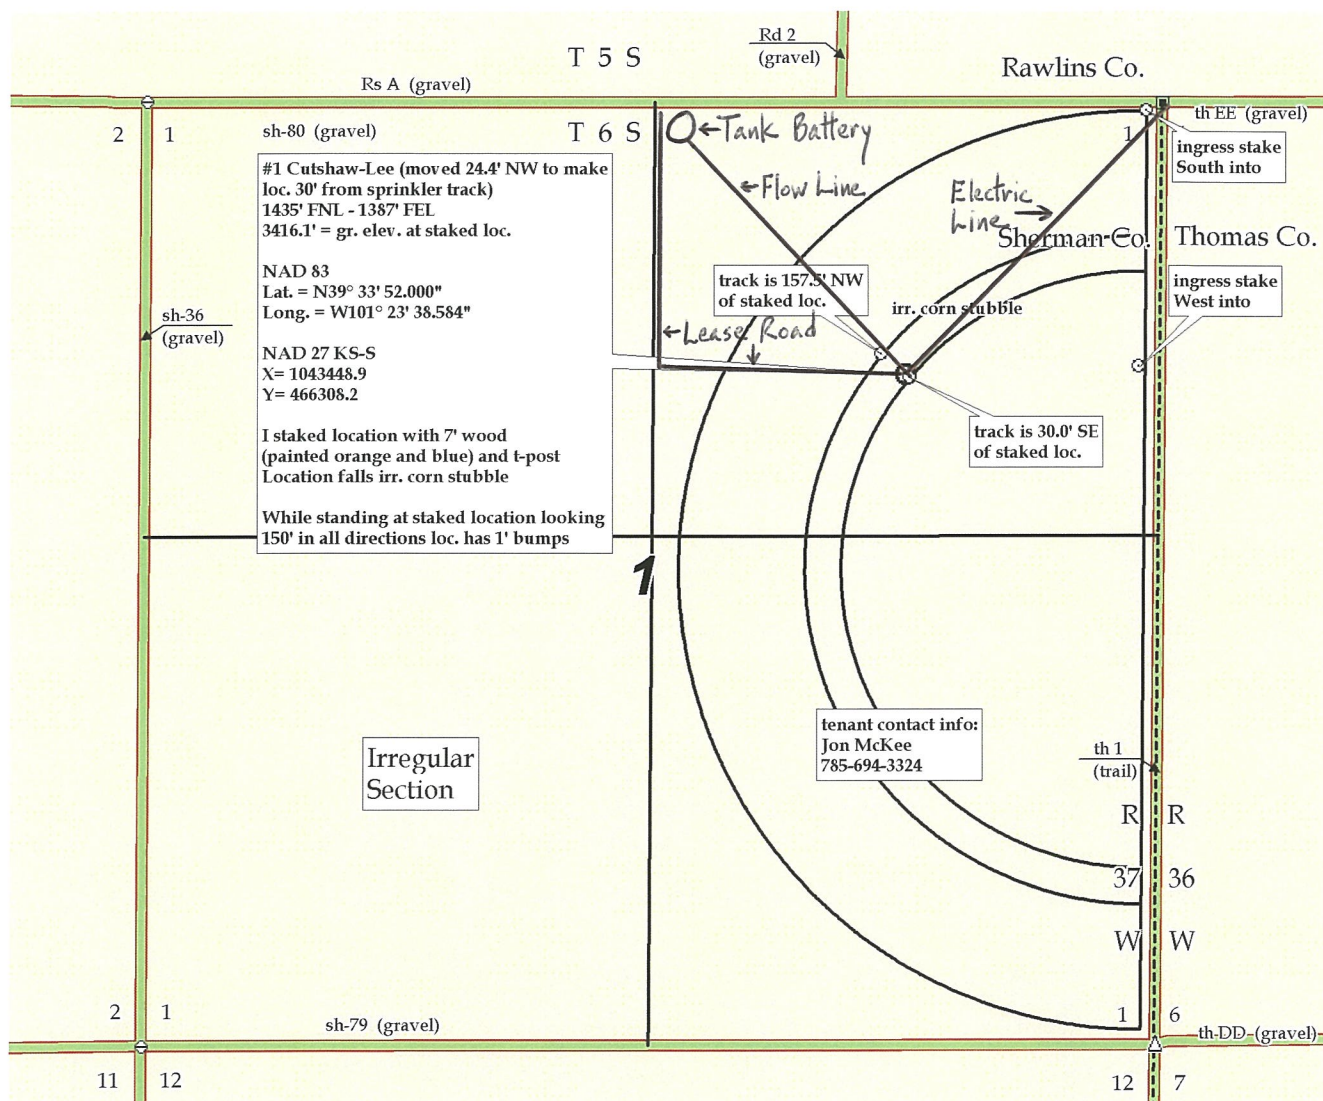 Rd 2
(gravel)
T 5 S
Rawlins Co.
Rs A (gravel)
th EE (gravel)
2
1
sh-80 (gravel)
T 6 S
←Tank Battery
1
ingress stake
South into
#1 Cutshaw-Lee (moved 24.4' NW to make
loc. 30' from sprinkler track)
1435' FNL - 1387' FEL
3416.1' = gr. elev. at staked loc.
NAD 83
Lat. = N39° 33' 52.000"
Long. = W101° 23' 38.584"
NAD 27 KS-S
X= 1043448.9
Y= 466308.2
I staked location with 7' wood
(painted orange and blue) and t-post
Location falls irr. corn stubble
While standing at staked location looking
150' in all directions loc. has 1' bumps
←Flow Line
Electric
Line→
Sherman Co.
Thomas Co.
track is 157.5' NW
of staked loc.
ingress stake
West into
irr. corn stubble
sh-36
(gravel)
←Lease Road
↓
track is 30.0' SE
of staked loc.
1
tenant contact info:
Jon McKee
785-694-3324
Irregular
Section
th 1
(trail)
R
R
37
36
W
W
2
1
1
6
sh-79 (gravel)
th-DD (gravel)
11
12
12
7